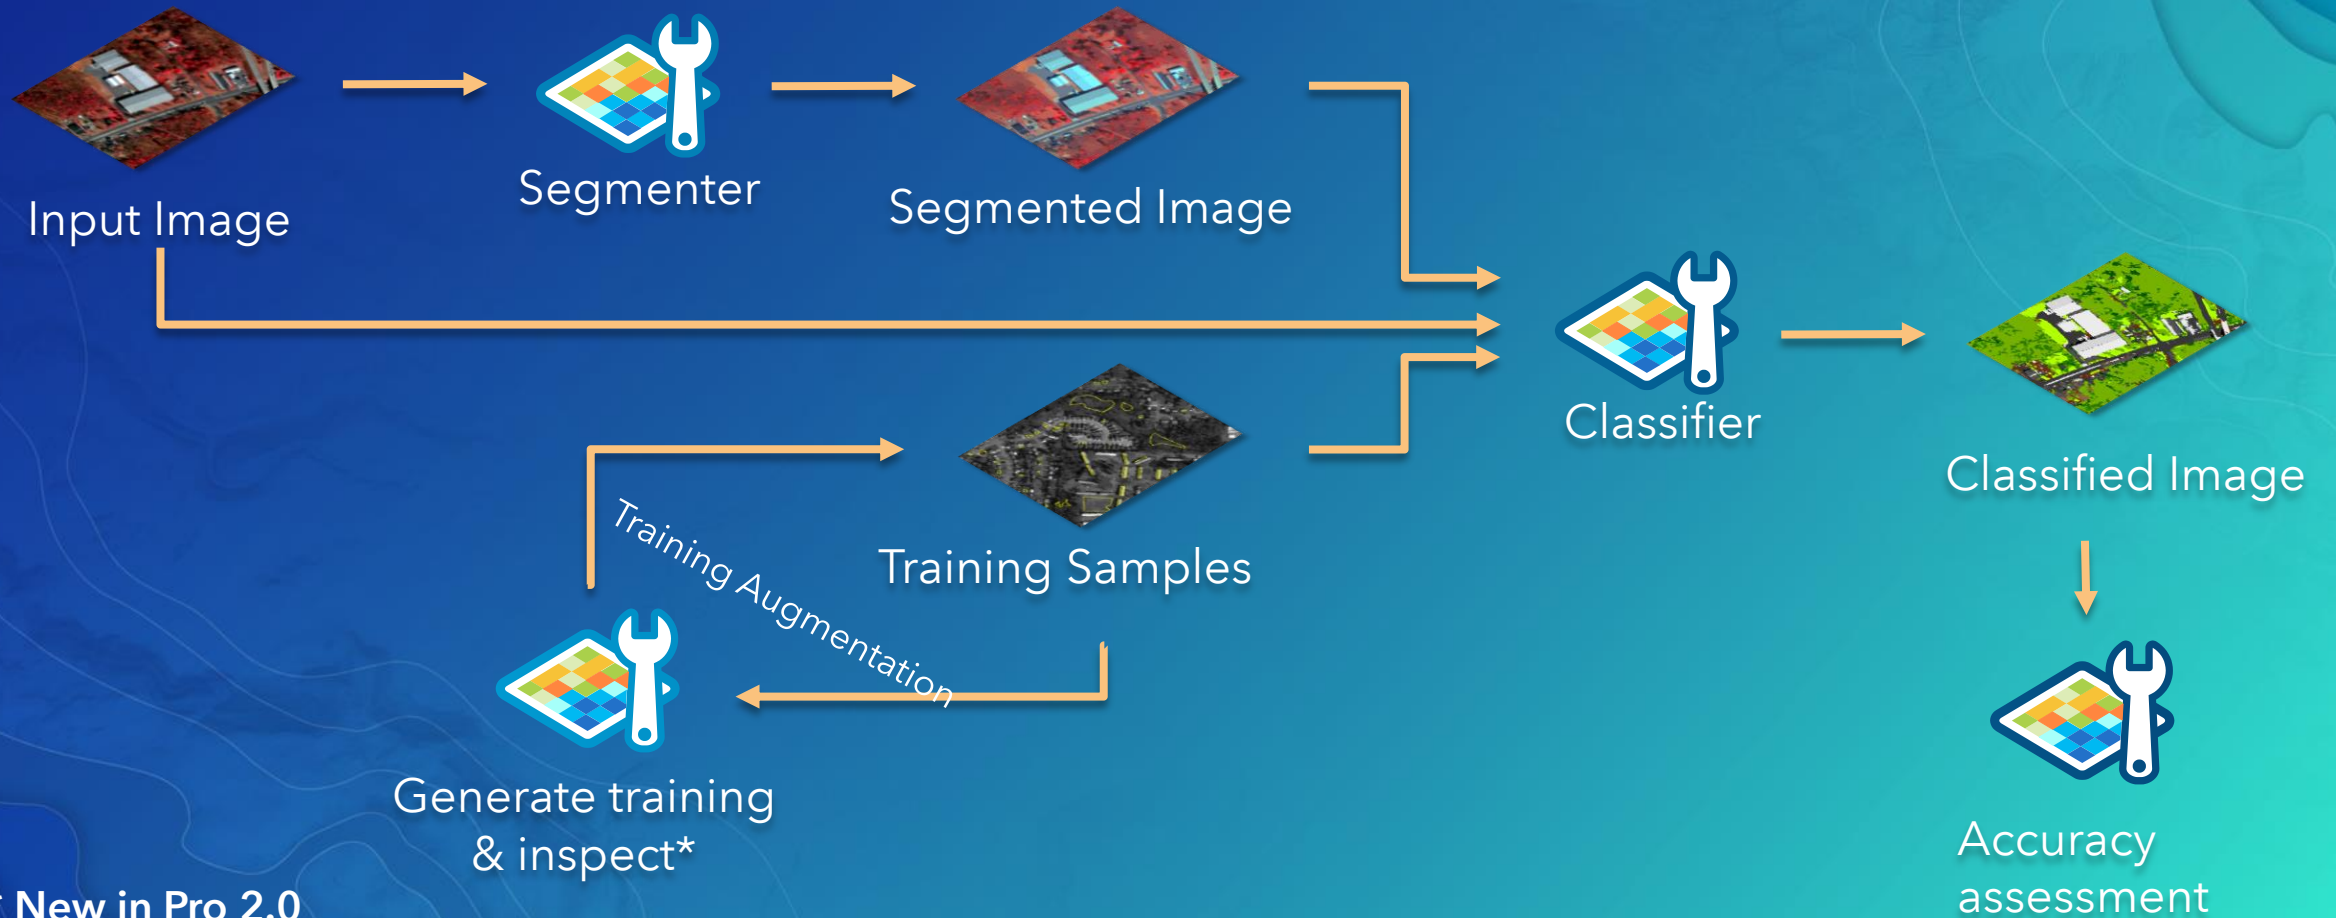 Input Image
Segmenter
Segmented Image
Classifier
Classified Image
Training Augmentation
Training Samples
Generate training
& inspect*
Accuracy
assessment
* New in Pro 2.0